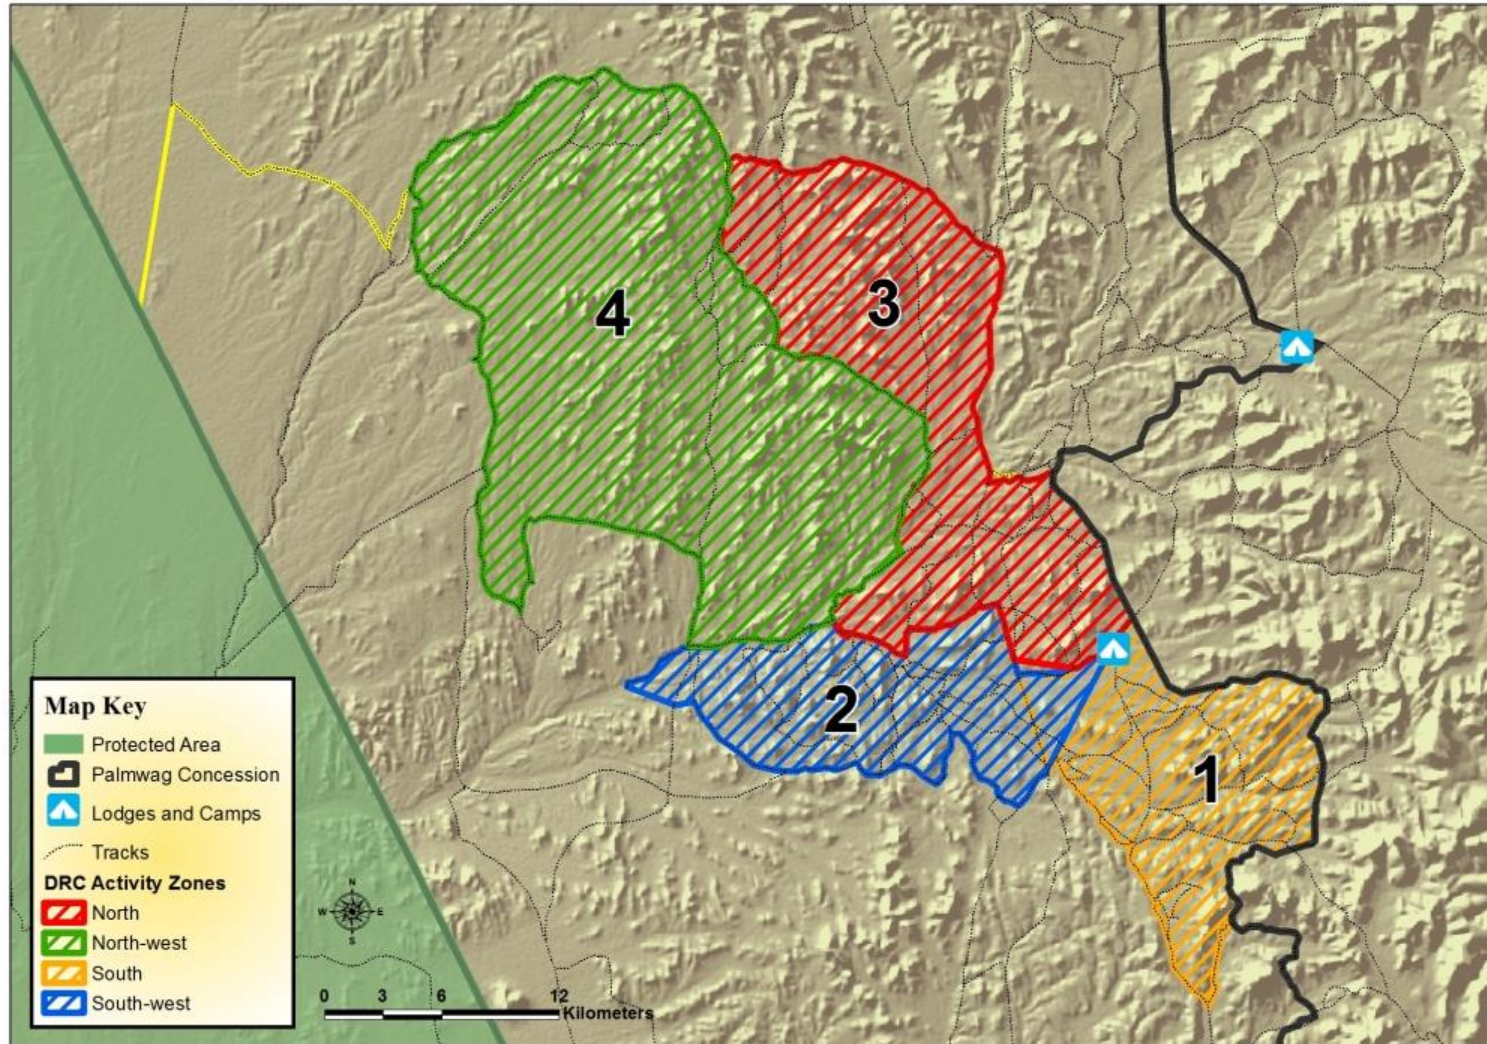 4
3
2
1
Map Key
Protected Area
Palmwag Concession
Lodges and Camps
Tracks
DRC Activity Zones
North
North-west
South
South-west
N
W E
S
0 3 6 12
Kilometers